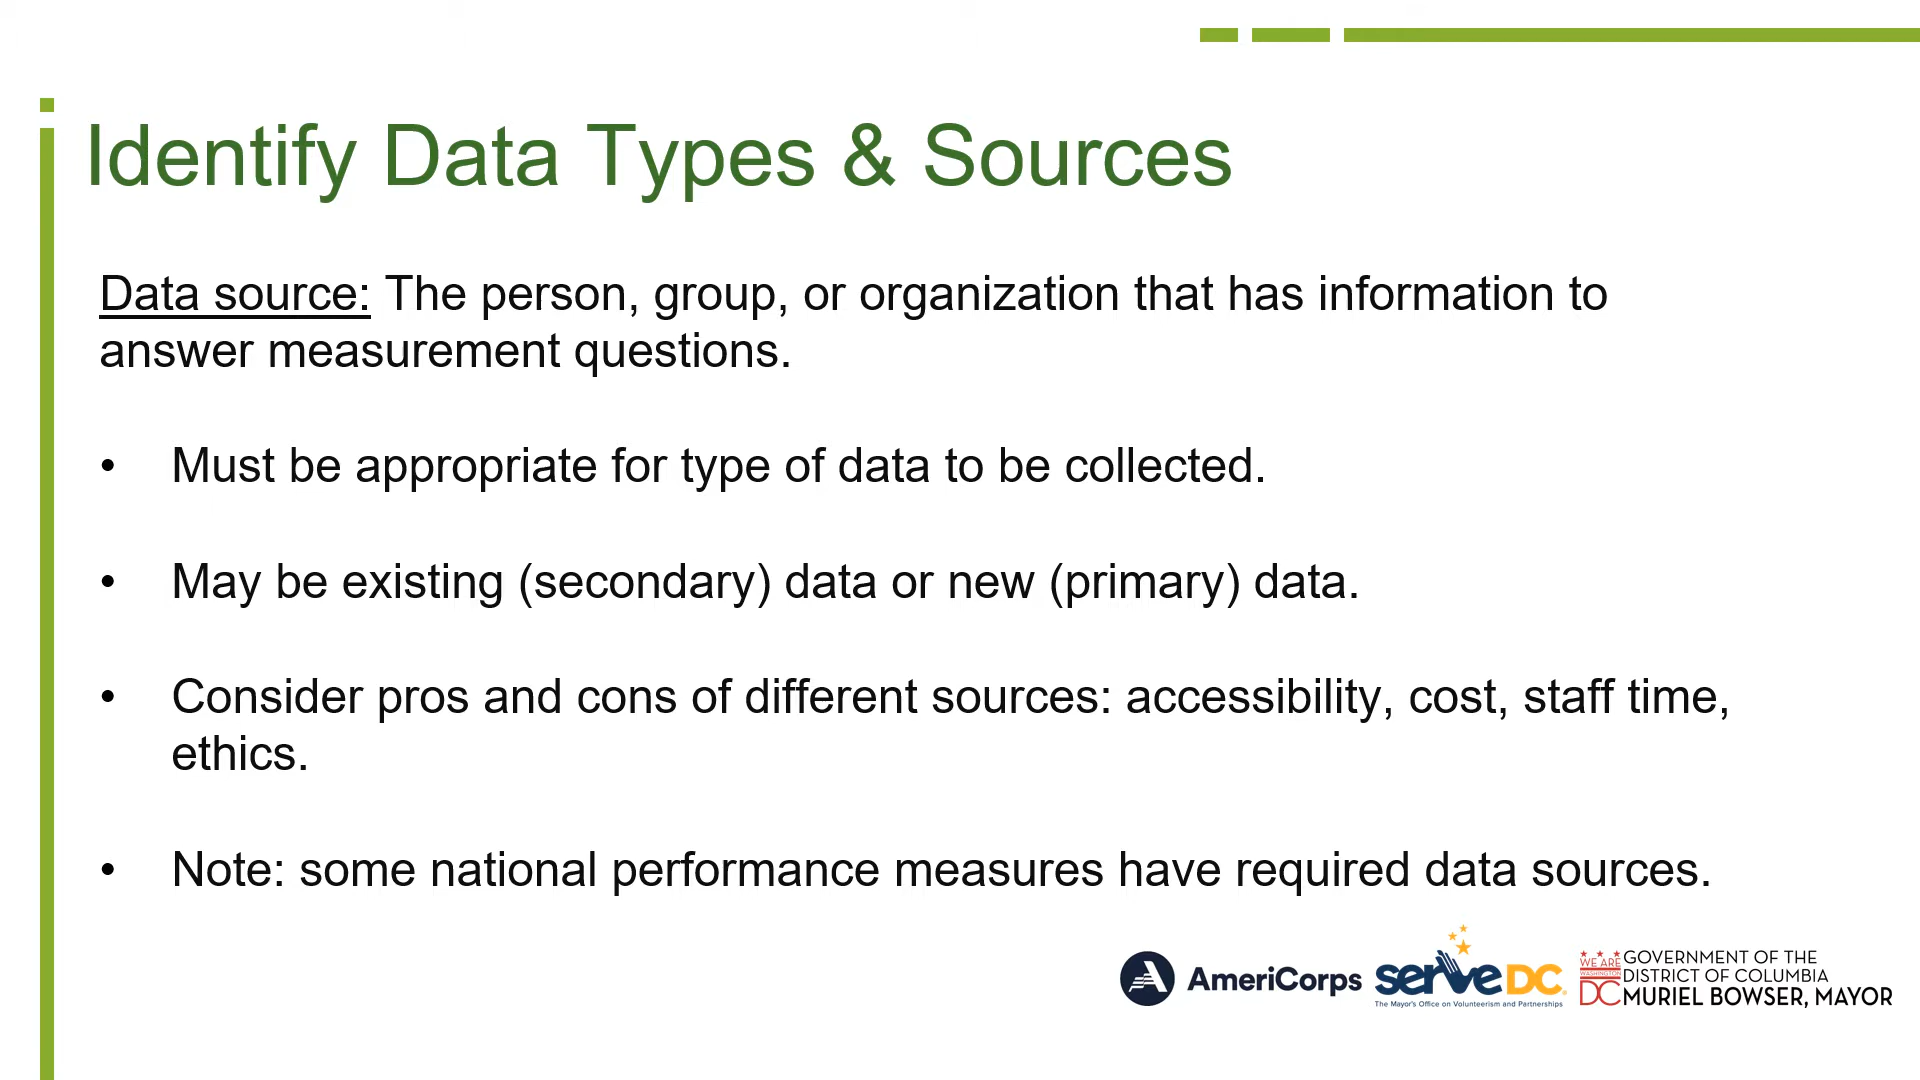 Identify Data Types & Sources
Data source: The person, group, or organization that has information to
answer measurement questions.
• Must be appropriate for type of data to be collected.
• May be existing (secondary) data or new (primary) data.
• Consider pros and cons of different sources: accessibility, cost, staff time,
ethics.
• Note: some national performance measures have required data sources.
AmeriCorps
serve DC
The Mayor's Office on Volunteerism and Partnerships
WE ARE
WASHINGTON
DC
GOVERNMENT OF THE
DISTRICT OF COLUMBIA
MURIEL BOWSER, MAYOR